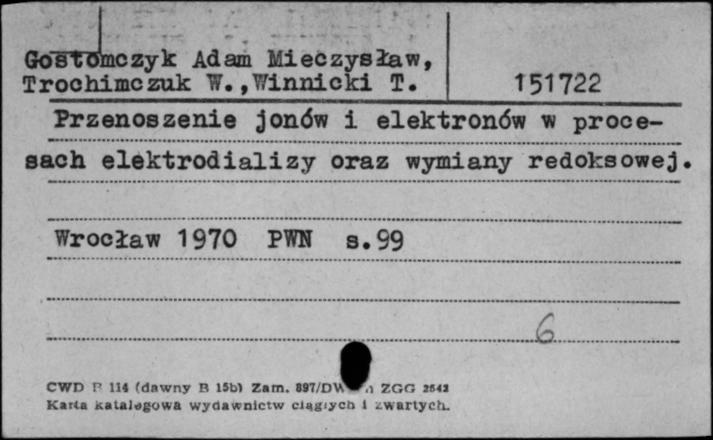 Gostomczyk Adam Mieczysław,
Trochimczuk W., Winnicki T. 151722
Przenoszenie jonów i elektronów w proce-
sach elektrodializy oraz wymiany redoksowej.
Wrocław 1970 PWN s.99
6
CWD B 114 (dawny B 15b) Zam. 897/DW ZGG 2542
Karta katalogowa wydawnictw ciągłych i zwartych.